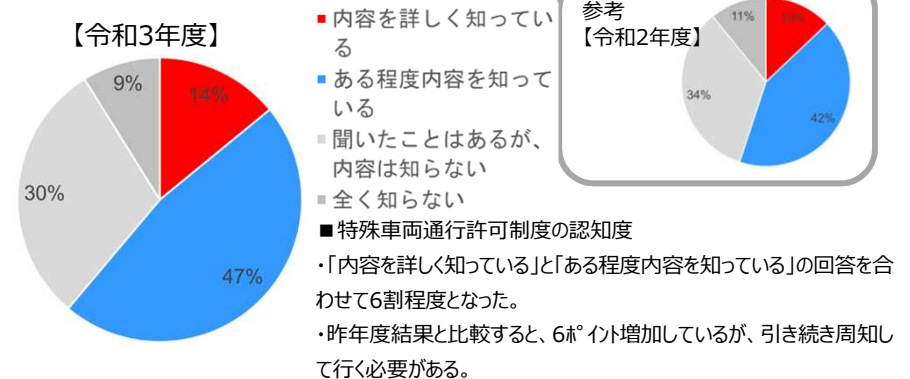 【令和3年度】
14%
47%
30%
9%
内容を詳しく知ってい
る
ある程度内容を知って
いる
聞いたことはあるが、
内容は知らない
全く知らない
参考
【令和2年度】
42%
34%
11%
■特殊車両通行許可制度の認知度
・「内容を詳しく知っている」と「ある程度内容を知っている」の回答を合
わせて6割程度となった。
・昨年度結果と比較すると、6ポイント増加しているが、引き続き周知し
て行く必要がある。